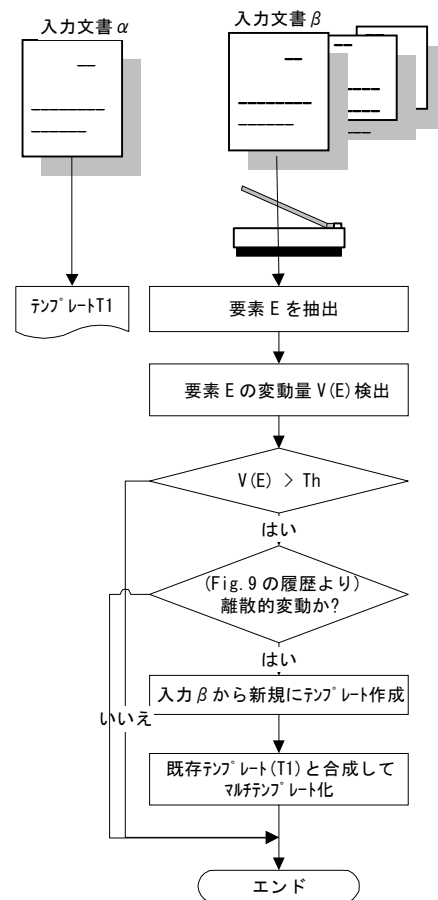 入力文書α
入力文書β
テンプレートT1
要素Eを抽出
要素Eの変動量V(E)検出
V(E) > Th
はい
(Fig.9の履歴より)
離散的変動か?
はい
入力βから新規にテンプレート作成
いいえ
既存テンプレート(T1)と合成して
マルチテンプレート化
エンド